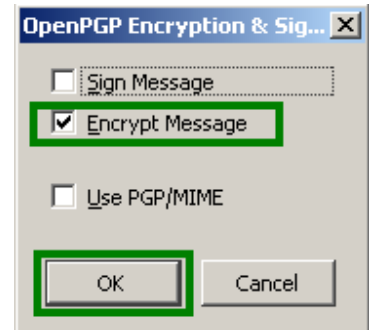 OpenPGP Encryption & Sig...
Sign Message
Encrypt Message
Use PGP/MIME
OK Cancel